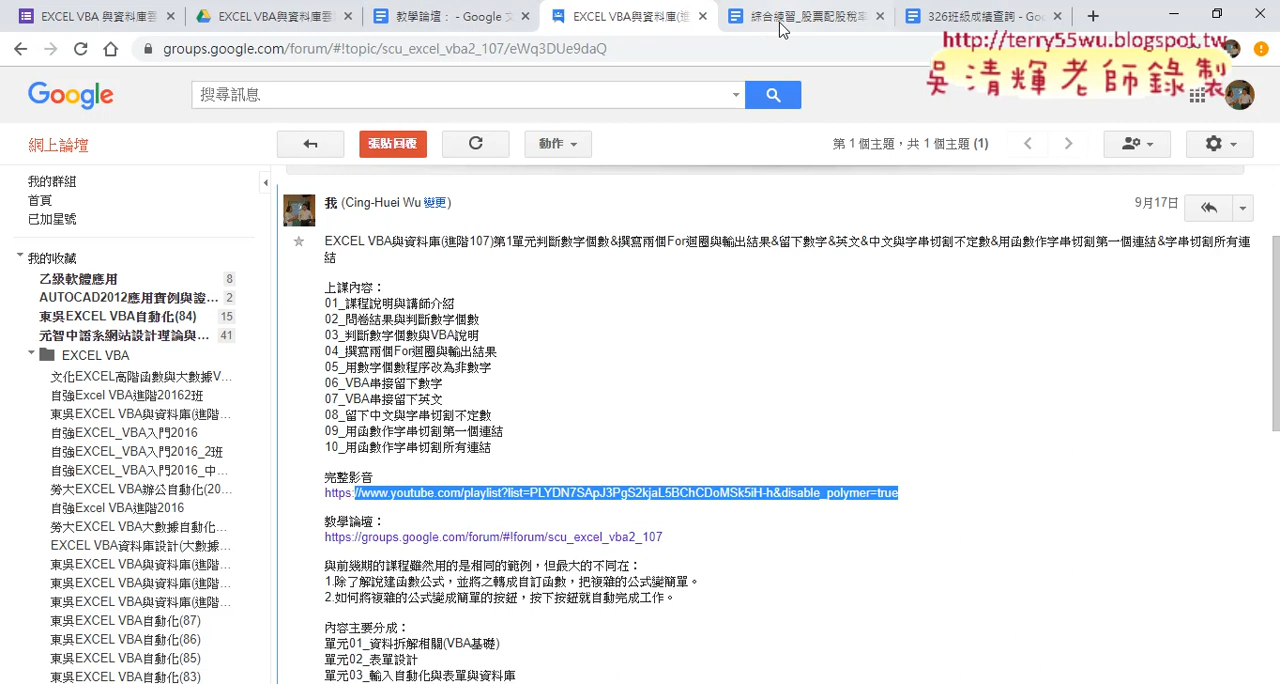 EXCEL VBA 與資料庫雲
EXCEL VBA與資料庫雲
教學論壇： - Google 文
EXCEL VBA與資料庫(進
綜合練習_股票配股稅率
326班級成績查詢 - Go
groups.google.com/forum/#!topic/scu_excel_vba2_107/eWq3DUe9daQ
http://terry55wu.blogspot.tw
吳清輝老師錄製
Google
搜尋訊息
網上論壇
張貼回覆
動作
第 1 個主題，共 1 個主題 (1)
我的群組
首頁
已加星號
我的收藏
乙級軟體應用 8
AUTOCAD2012應用實例與證... 2
東吳EXCEL VBA自動化(84) 15
元智中語系網站設計理論與... 41
EXCEL VBA
文化EXCEL高階函數與大數據V...
自強Excel VBA進階20162班
東吳EXCEL VBA與資料庫(進階...
自強EXCEL_VBA入門2016
自強EXCEL_VBA入門2016_2班
自強EXCEL_VBA入門2016_中...
勞大EXCEL VBA辦公自動化(20...
自強Excel VBA進階2016
勞大EXCEL VBA大數據自動化...
EXCEL VBA資料庫設計(大數據...
東吳EXCEL VBA與資料庫(進階...
東吳EXCEL VBA與資料庫(進階...
東吳EXCEL VBA與資料庫(進階...
東吳EXCEL VBA自動化(87)
東吳EXCEL VBA自動化(86)
東吳EXCEL VBA自動化(85)
東吳EXCEL VBA自動化(83)
我 (Cing-Huei Wu 變更)
9月17日
EXCEL VBA與資料庫(進階107)第1單元判斷數字個數&撰寫兩個For迴圈與輸出結果&留下數字&英文&中文與字串切割不定數&用函數作字串切割第一個連結&字串切割所有連
結
上課內容：
01_課程說明與講師介紹
02_問卷結果與判斷數字個數
03_判斷數字個數與VBA說明
04_撰寫兩個For迴圈與輸出結果
05_用數字個數程序改為非數字
06_VBA串接留下數字
07_VBA串接留下英文
08_留下中文與字串切割不定數
09_用函數作字串切割第一個連結
10_用函數作字串切割所有連結
完整影音
https://www.youtube.com/playlist?list=PLYDN7SApJ3PgS2kjaL5BChCDoMSk5iH-h&disable_polymer=true
教學論壇：
https://groups.google.com/forum/#!forum/scu_excel_vba2_107
與前幾期的課程雖然用的是相同的範例，但最大的不同在：
1.除了解說建函數公式，並將之轉成自訂函數，把複雜的公式變簡單。
2.如何將複雜的公式變成簡單的按鈕，按下按鈕就自動完成工作。
內容主要分成：
單元01_資料拆解相關(VBA基礎)
單元02_表單設計
單元03_輸入自動化與表單與資料庫